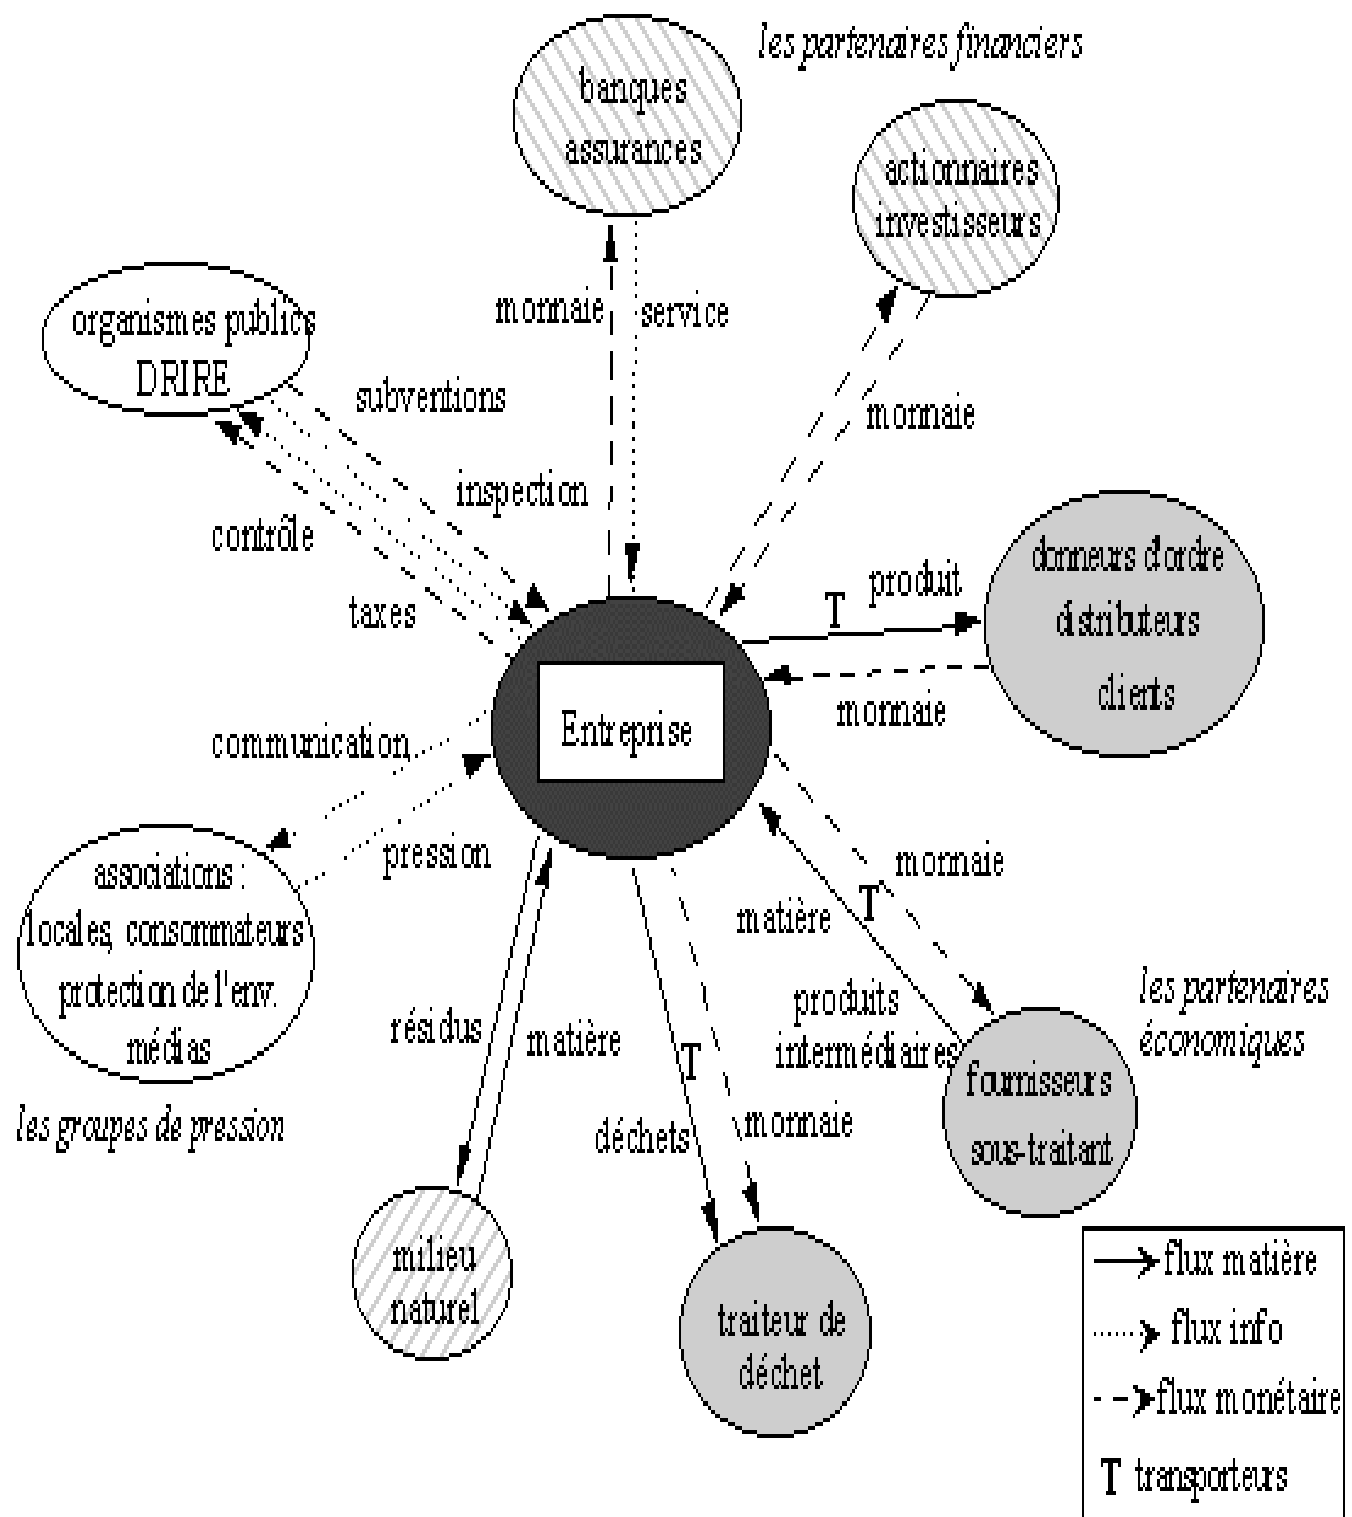 les partenaires financiers
banques
assurances
actionnaires
investisseurs
monnaie
service
organismes publics
DRIRE
subventions
monnaie
inspection
contrôle
taxes
donneurs d'ordre
distributeurs
clients
produit
T
monnaie
Entreprise
communication
pression
associations :
locales, consommateurs
protection de l'env.
médias
les groupes de pression
monnaie
T
matière
produits
intermédiaires
les partenaires
économiques
fournisseurs
sous-traitant
résidus
matière
T
déchets
monnaie
milieu
naturel
traiteur de
déchet
flux matière
flux info
flux monétaire
T transporteurs